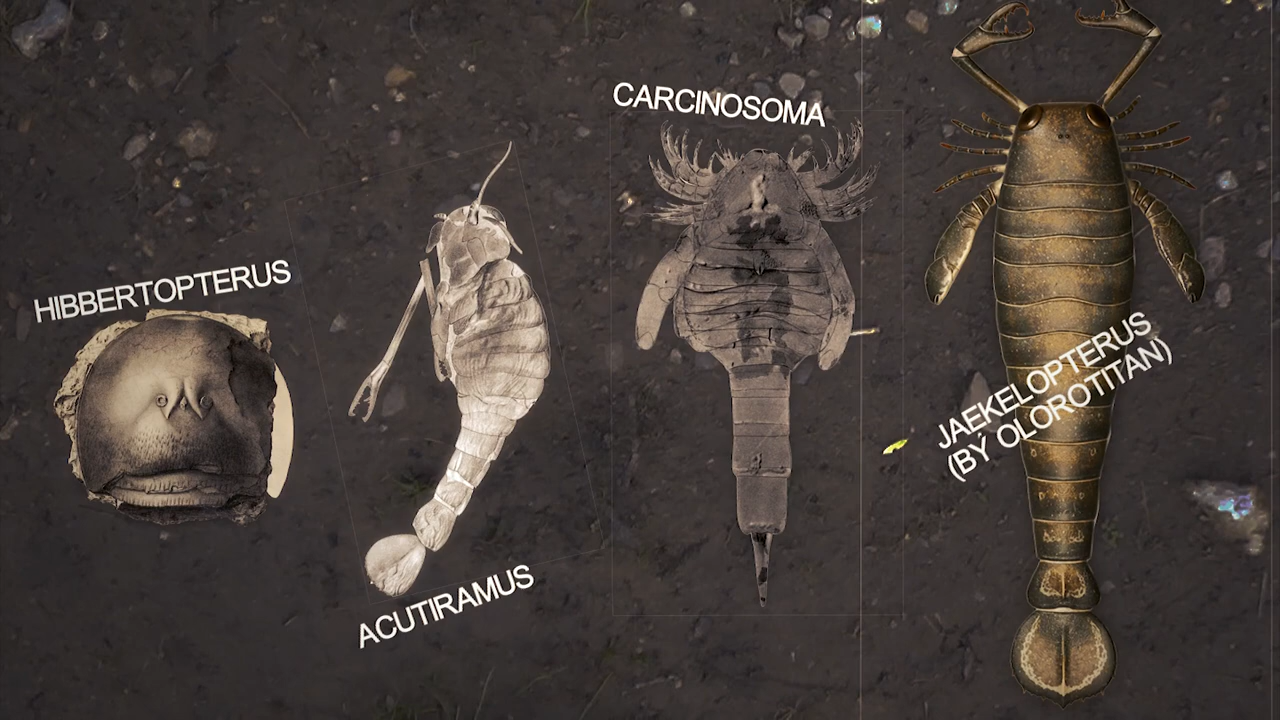 HIBBERTOPTERUS
ACUTIRAMUS
CARCINOSOMA
JAEKELOPTERUS
(BY OLOROTITAN)